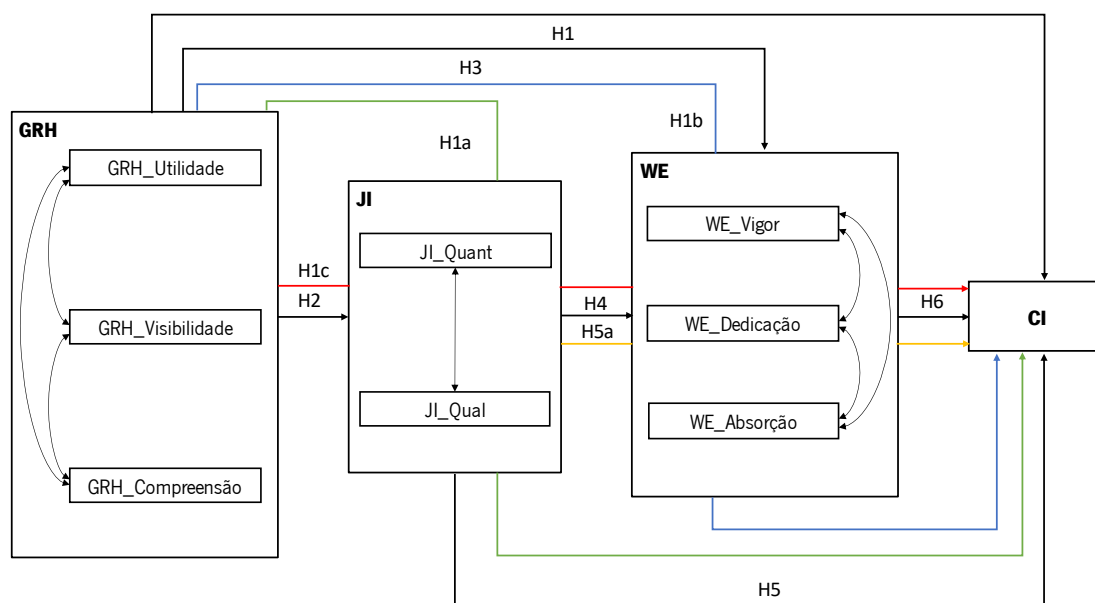 H1
H3
GRH
H1a
H1b
GRH_Utilidade
WE
JI
WE_Vigor
JI_Quant
H1c
H2
H4
H6
GRH_Visibilidade
WE_Dedicação
CI
H5a
JI_Qual
WE_Absorção
GRH_Compreensão
H5